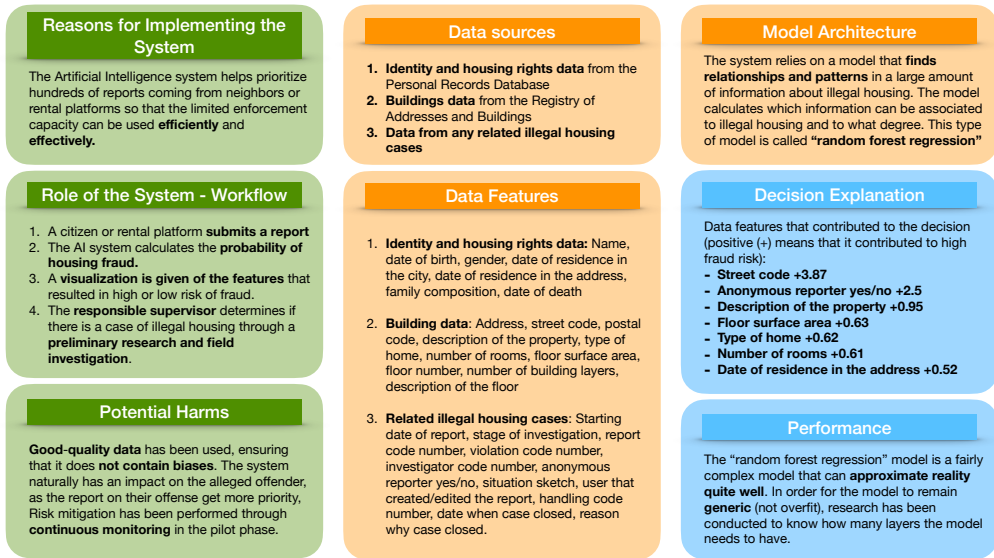 Reasons for Implementing the
System
The Artificial Intelligence system helps prioritize
hundreds of reports coming from neighbors or
rental platforms so that the limited enforcement
capacity can be used efficiently and
effectively.
Role of the System - Workflow
1. A citizen or rental platform submits a report
2. The AI system calculates the probability of
housing fraud.
3. A visualization is given of the features that
resulted in high or low risk of fraud.
4. The responsible supervisor determines if
there is a case of illegal housing through a
preliminary research and field
investigation.
Potential Harms
Good-quality data has been used, ensuring
that it does not contain biases. The system
naturally has an impact on the alleged offender,
as the report on their offense get more priority,
Risk mitigation has been performed through
continuous monitoring in the pilot phase.
Data sources
1. Identity and housing rights data from the
Personal Records Database
2. Buildings data from the Registry of
Addresses and Buildings
3. Data from any related illegal housing
cases
Data Features
1. Identity and housing rights data: Name,
date of birth, gender, date of residence in
the city, date of residence in the address,
family composition, date of death
2. Building data: Address, street code, postal
code, description of the property, type of
home, number of rooms, floor surface area,
floor number, number of building layers,
description of the floor
3. Related illegal housing cases: Starting
date of report, stage of investigation, report
code number, violation code number,
investigator code number, anonymous
reporter yes/no, situation sketch, user that
created/edited the report, handling code
number, date when case closed, reason
why case closed.
Model Architecture
The system relies on a model that finds
relationships and patterns in a large amount
of information about illegal housing. The model
calculates which information can be associated
to illegal housing and to what degree. This type
of model is called “random forest regression”
Decision Explanation
Data features that contributed to the decision
(positive (+) means that it contributed to high
fraud risk):
- Street code +3.87
- Anonymous reporter yes/no +2.5
- Description of the property +0.95
- Floor surface area +0.63
- Type of home +0.62
- Number of rooms +0.61
- Date of residence in the address +0.52
Performance
The “random forest regression” model is a fairly
complex model that can approximate reality
quite well. In order for the model to remain
generic (not overfit), research has been
conducted to know how many layers the model
needs to have.